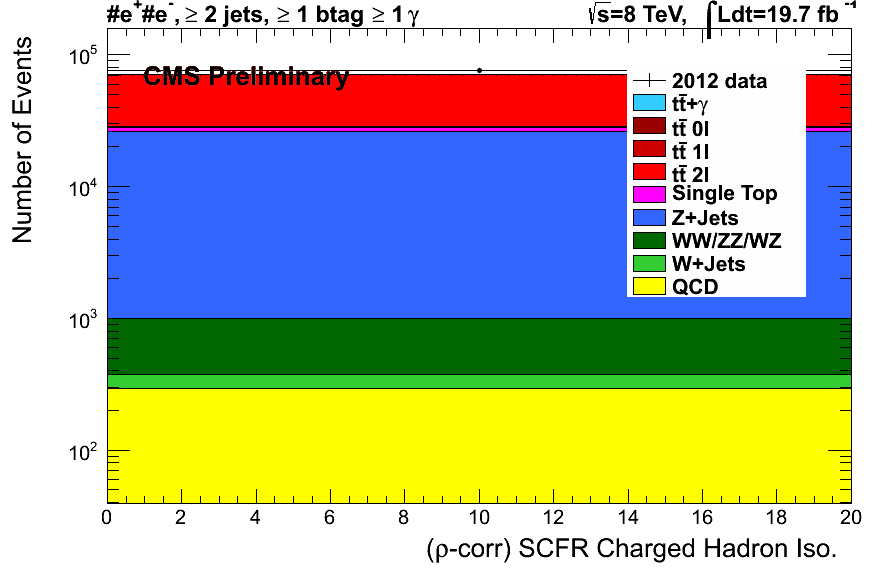 #e⁺#e⁻, ≥ 2 jets, ≥ 1 btag ≥ 1 γ √s=8 TeV, ∫Ldt=19.7 fb⁻¹
Number of Events
10⁵
10⁴
10³
10²
CMS Preliminary
2012 data
tt̄+γ
tt̄ 0l
tt̄ 1l
tt̄ 2l
Single Top
Z+Jets
WW/ZZ/WZ
W+Jets
QCD
0 2 4 6 8 10 12 14 16 18 20
(ρ-corr) SCFR Charged Hadron Iso.